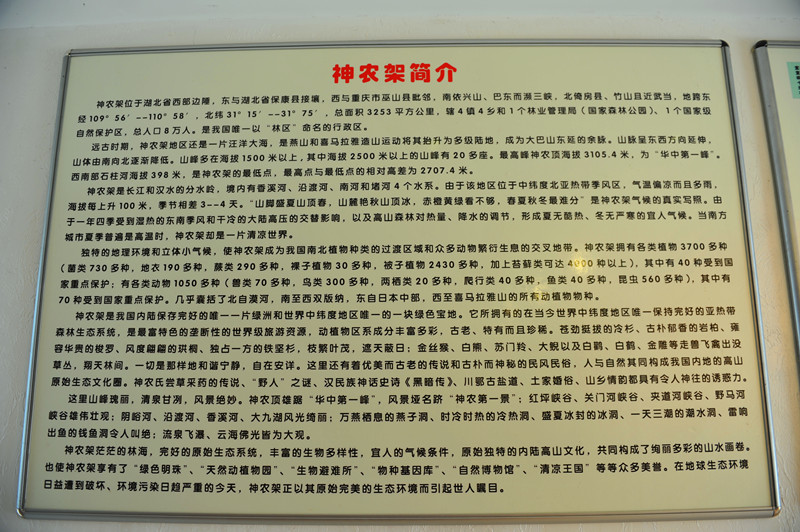 神农架简介
神农架位于湖北省西部边陲，东与湖北省保康县接壤，西与重庆市巫山县毗邻，南依兴山、巴东而濒三峡，北倚房县、竹山且近武当，地跨东
经109°56′--110°58′，北纬31°15′--31°75′，总面积3253平方公里，辖4镇4乡和1个林业管理局（国家森林公园）、1个国家级
自然保护区，总人口8万人。是我国唯一以“林区”命名的行政区。
远古时期，神农架地区还是一片汪洋大海，是燕山和喜马拉雅造山运动将其抬升为多级陆地，成为大巴山东延的余脉。山脉呈东西方向延伸，
山体由南向北逐渐降低。山峰多在海拔1500米以上，其中海拔2500米以上的山峰有20多座。最高峰神农顶海拔3105.4米，为“华中第一峰”。
西南部石柱河海拔398米，是神农架的最低点，最高点与最低点的相对高差为2707.4米。
神农架是长江和汉水的分水岭，境内有香溪河、沿渡河、南河和堵河4个水系。由于该地区位于中纬度北亚热带季风区，气温偏凉而且多雨，
海拔每上升100米，季节相差3--4天。“山脚盛夏山顶春，山麓艳秋山顶冰，赤橙黄绿看不够，春夏秋冬最难分”是神农架气候的真实写照。由
于一年四季受到湿热的东南季风和干冷的大陆高压的交替影响，以及高山森林对热量、降水的调节，形成夏无酷热、冬无严寒的宜人气候。当南方
城市夏季普遍是高温时，神农架却是一片清凉世界。
独特的地理环境和立体小气候，使神农架成为我国南北植物种类的过渡区域和众多动物繁衍生息的交叉地带。神农架拥有各类植物3700多种
（菌类730多种，地衣190多种，蕨类290多种，裸子植物30多种，被子植物2430多种，加上苔藓类可达4000种以上），其中有40种受到国
家重点保护；有各类动物1050多种（兽类70多种，鸟类300多种，两栖类20多种，爬行类40多种，鱼类40多种，昆虫560多种），其中有
70种受到国家重点保护。几乎囊括了北自漠河，南至西双版纳，东自日本中部，西至喜马拉雅山的所有动植物物种。
神农架是我国内陆保存完好的唯一一片绿洲和世界中纬度地区唯一的一块绿色宝地。它所拥有的在当今世界中纬度地区唯一保持完好的亚热带
森林生态系统，是最富特色的垄断性的世界级旅游资源，动植物区系成分丰富多彩，古老、特有而且珍稀。苍劲挺拔的冷杉、古朴郁香的岩柏、雍
容华贵的梭罗、风度翩翩的珙桐、独占一方的铁坚杉，枝繁叶茂，遮天蔽日；金丝猴、白熊、苏门羚、大鲵以及白鹳、白鹤、金雕等走兽飞禽出没
草丛，翔天林间。一切是那样地和谐宁静，自在安详。这里还有着优美而古老的传说和古朴而神秘的民风民俗，人与自然共同构成我国内地的高山
原始生态文化圈。神农氏尝草采药的传说、“野人”之谜、汉民族神话史诗《黑暗传》、川鄂古盐道、土家婚俗、山乡情韵都具有令人神往的诱惑力。
这里山峰瑰丽，清泉甘冽，风景绝妙。神农顶雄踞“华中第一峰”，风景垭名跻“神农第一景”；红坪峡谷、关门河峡谷、夹道河峡谷、野马河
峡谷雄伟壮观；阴峪河、沿渡河、香溪河、大九湖风光绮丽；万燕栖息的燕子洞、时冷时热的冷热洞、盛夏冰封的冰洞、一天三潮的潮水洞、雷响
出鱼的钱鱼洞令人叫绝；流泉飞瀑、云海佛光皆为大观。
神农架茫茫的林海，完好的原始生态系统，丰富的生物多样性，宜人的气候条件，原始独特的内陆高山文化，共同构成了绚丽多彩的山水画卷。
也使神农架享有了“绿色明珠”、“天然动植物园”、“生物避难所”、“物种基因库”、“自然博物馆”、“清凉王国”等等众多美誉。在地球生态环境
日益遭到破坏、环境污染日趋严重的今天，神农架正以其原始完美的生态环境而引起世人瞩目。